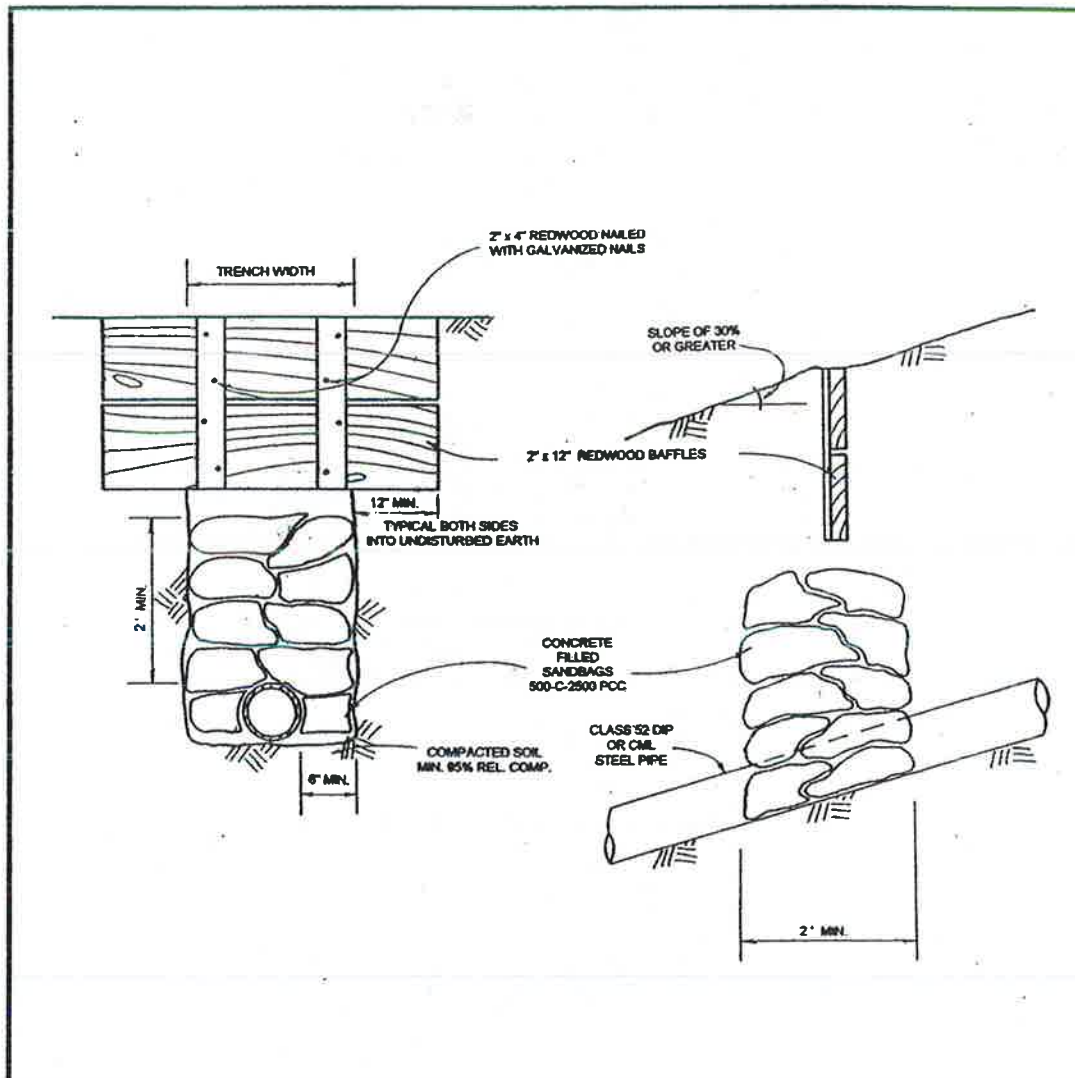 2" x 4" REDWOOD NAILED
WITH GALVANIZED NAILS
TRENCH WIDTH
SLOPE OF 30%
OR GREATER
2" x 12" REDWOOD BAFFLES
12" MIN.
TYPICAL BOTH SIDES
INTO UNDISTURBED EARTH
2' MIN.
CONCRETE
FILLED
SANDBAGS
500-C-2500 PCC
CLASS 52 DIP
OR CML
STEEL PIPE
COMPACTED SOIL
MIN. 95% REL. COMP.
6" MIN.
2' MIN.